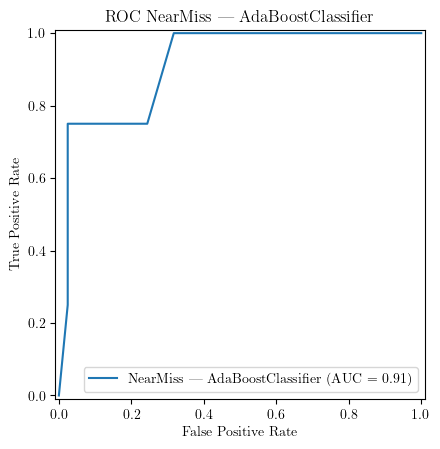 ROC NearMiss — AdaBoostClassifier
1.0
0.8
0.6
0.4
0.2
0.0
True Positive Rate
NearMiss — AdaBoostClassifier (AUC = 0.91)
0.0 0.2 0.4 0.6 0.8 1.0
False Positive Rate